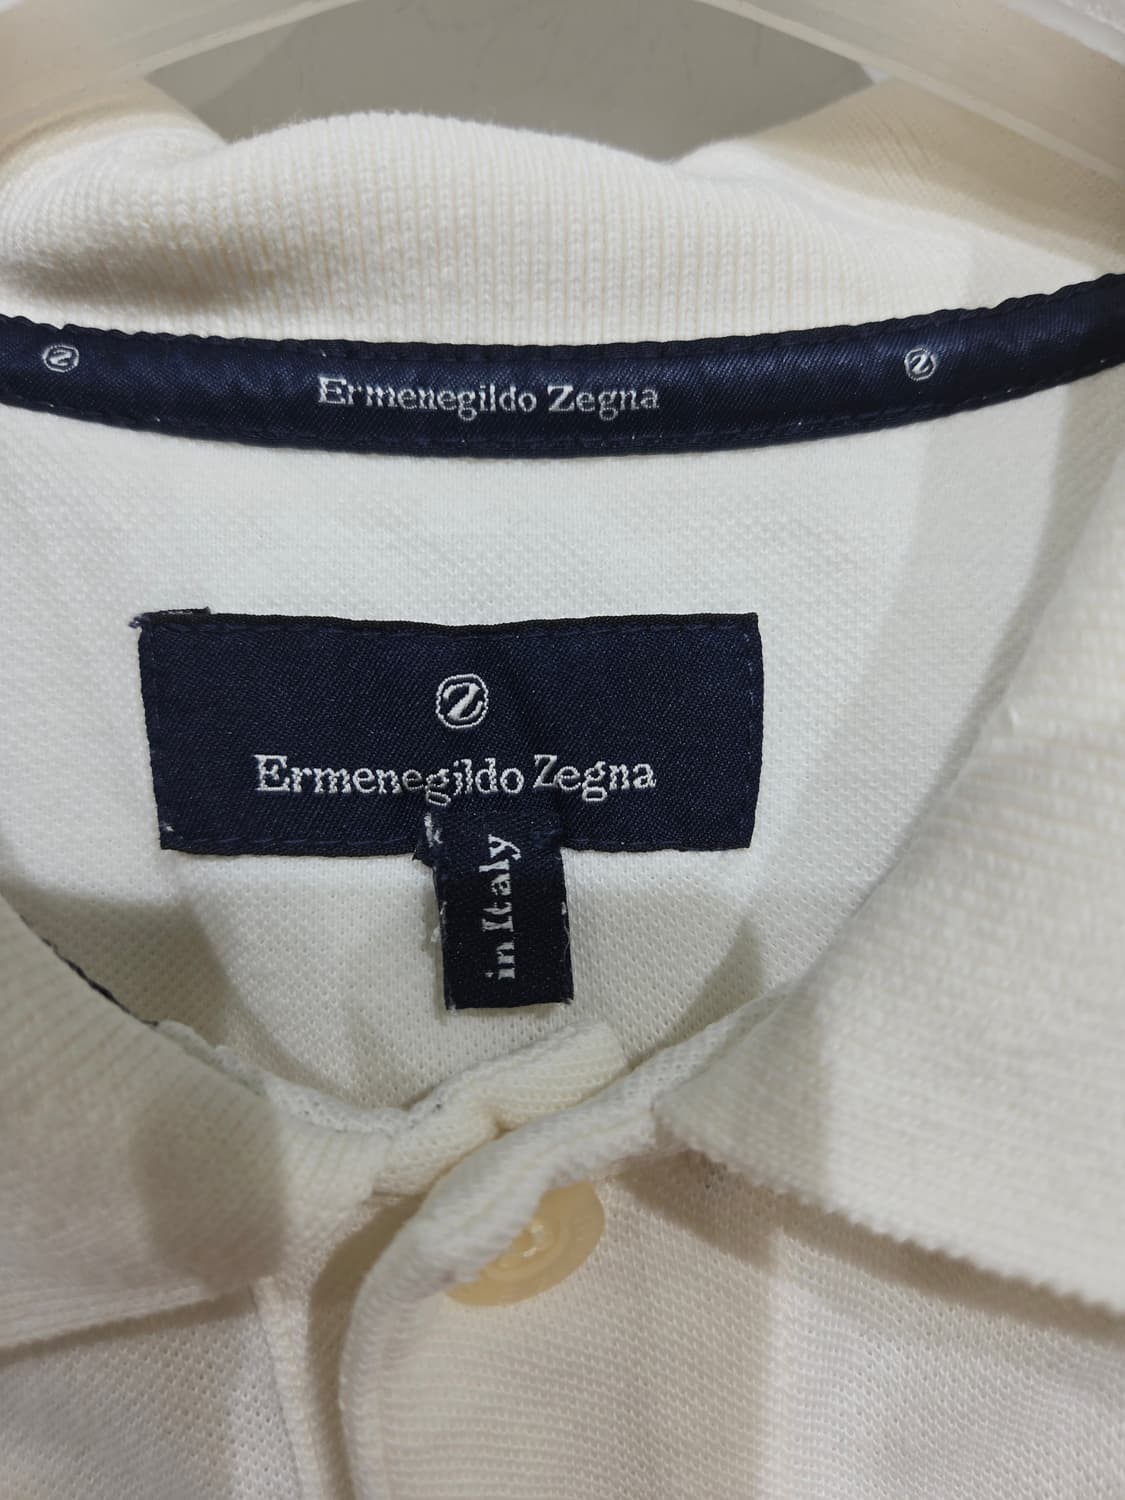 Z
Ermenegildo Zegna
Z
Z
Ermenegildo Zegna
in Italy